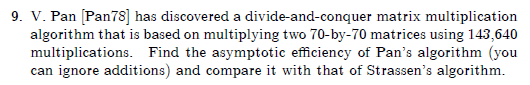 9. V. Pan [Pan78] has discovered a divide-and-conquer matrix multiplication
algorithm that is based on multiplying two 70-by-70 matrices using 143,640
multiplications. Find the asymptotic efficiency of Pan's algorithm (you
can ignore additions) and compare it with that of Strassen's algorithm.